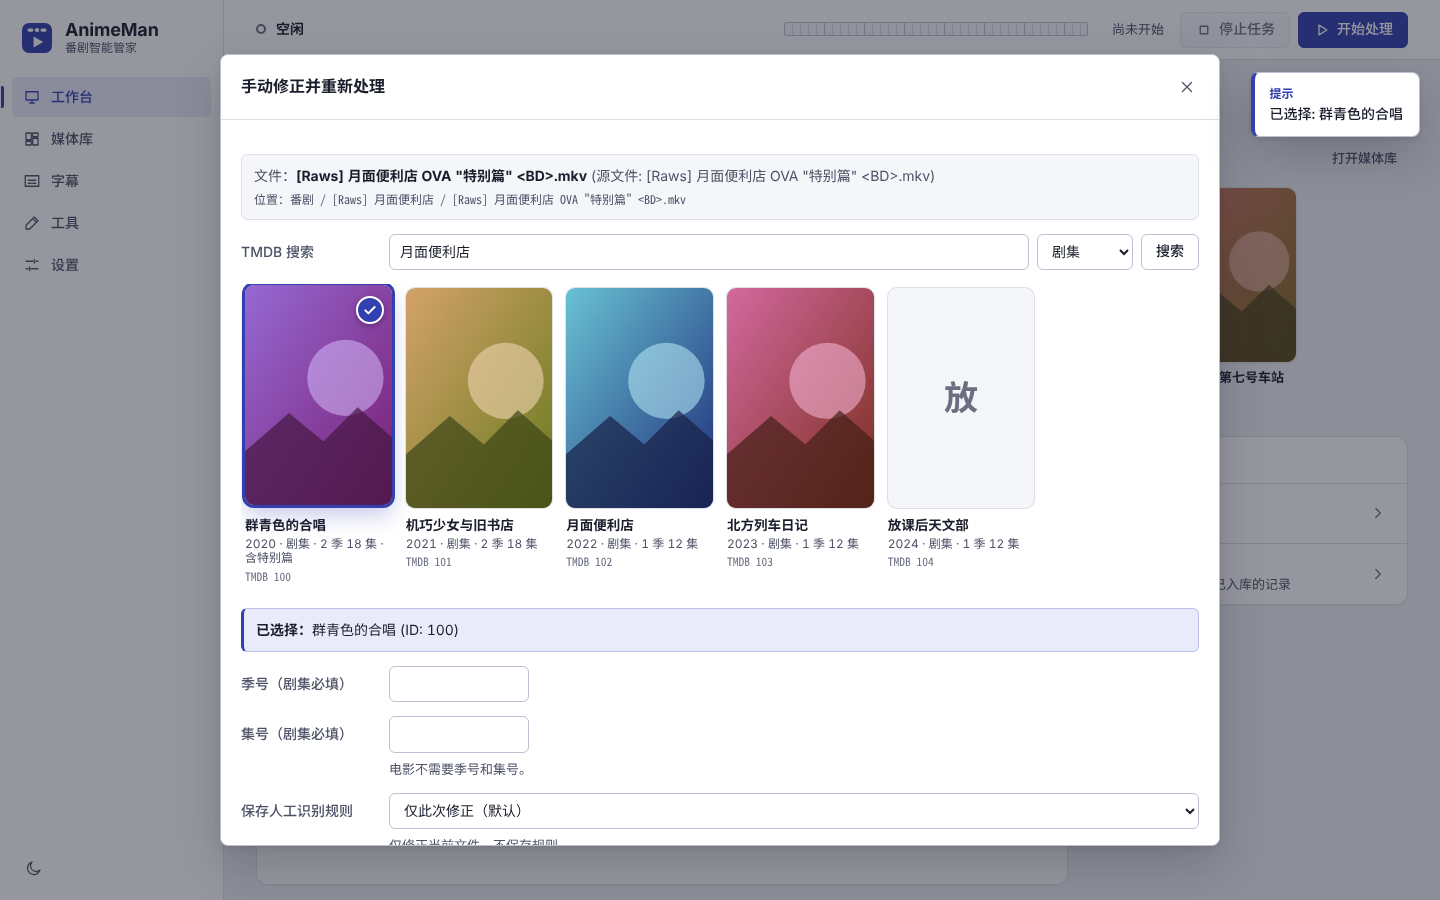 AnimeMan
番剧智能管家
空闲
尚未开始
停止任务
开始处理
工作台
媒体库
字幕
工具
设置
手动修正并重新处理
提示
已选择: 群青色的合唱
打开媒体库
文件：[Raws] 月面便利店 OVA "特别篇" <BD>.mkv (源文件: [Raws] 月面便利店 OVA "特别篇" <BD>.mkv)
位置：番剧 / [Raws] 月面便利店 / [Raws] 月面便利店 OVA "特别篇" <BD>.mkv
TMDB 搜索
月面便利店
剧集
搜索
放
群青色的合唱
2020 · 剧集 · 2 季 18 集 ·
含特别篇
TMDB 100
机巧少女与旧书店
2021 · 剧集 · 2 季 18 集
TMDB 101
月面便利店
2022 · 剧集 · 1 季 12 集
TMDB 102
北方列车日记
2023 · 剧集 · 1 季 12 集
TMDB 103
放课后天文部
2024 · 剧集 · 1 季 12 集
TMDB 104
第七号车站
已入库的记录
已选择：群青色的合唱 (ID: 100)
季号（剧集必填）
集号（剧集必填）
电影不需要季号和集号。
保存人工识别规则
仅此次修正（默认）
仅修正当前文件，不保存规则